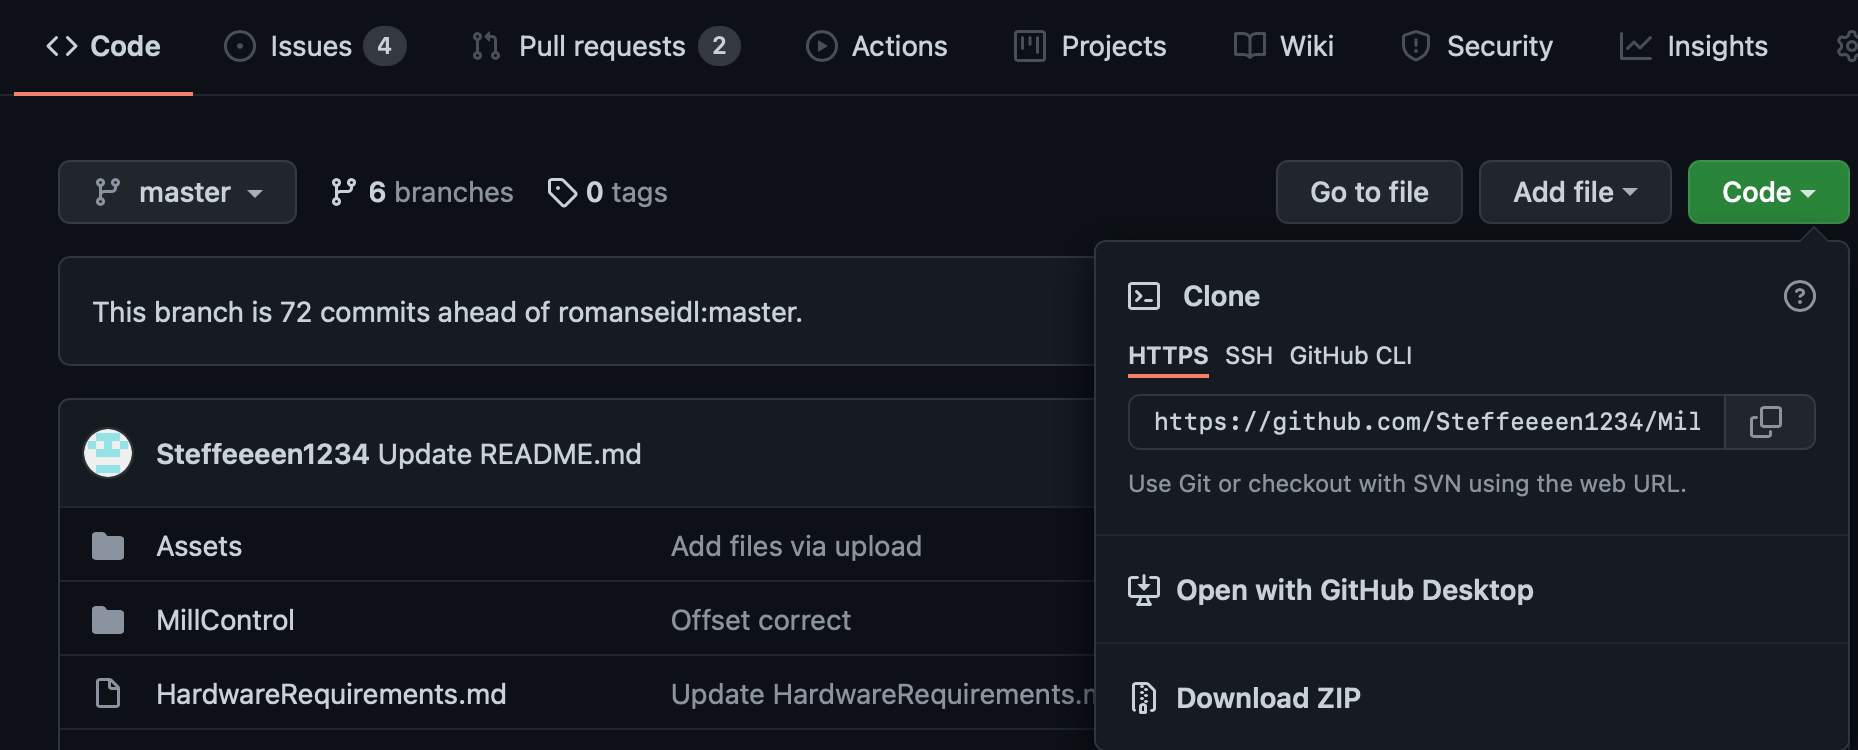 Code Issues 4 Pull requests 2 Actions Projects Wiki Security Insights
master 6 branches 0 tags Go to file Add file Code
This branch is 72 commits ahead of romanseidl:master.
Steffeeeen1234 Update README.md
Assets Add files via upload
MillControl Offset correct
HardwareRequirements.md Update HardwareRequirements.m
Clone
HTTPS SSH GitHub CLI
https://github.com/Steffeeeen1234/Mil
Use Git or checkout with SVN using the web URL.
Open with GitHub Desktop
Download ZIP